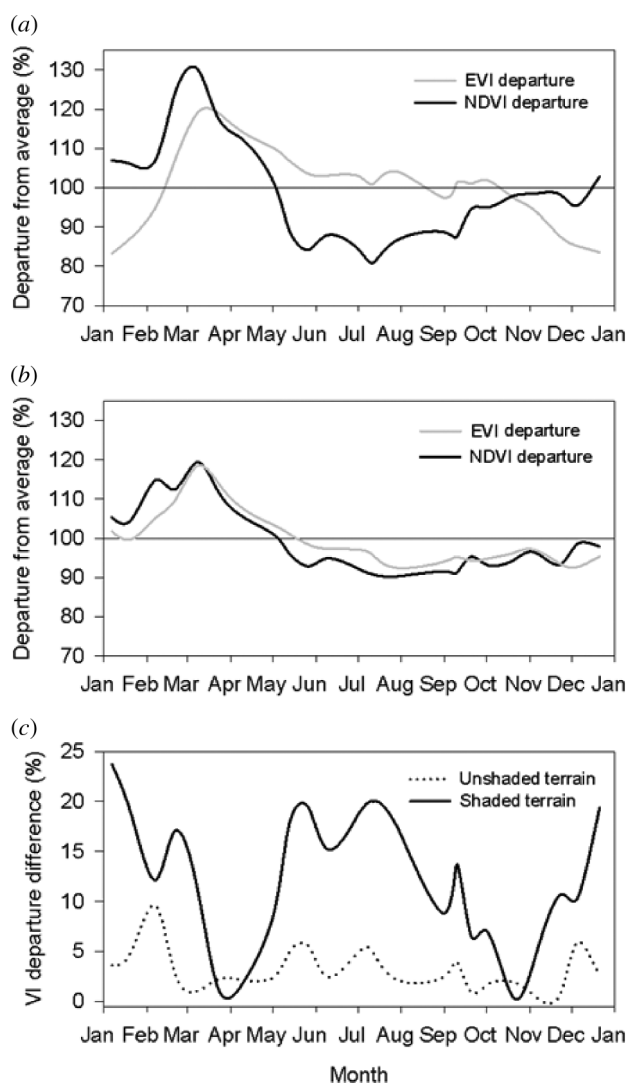 (a)
130
120
110
100
90
80
70
Departure from average (%)
EVI departure
NDVI departure
Jan Feb Mar Apr May Jun Jul Aug Sep Oct Nov Dec Jan
(b)
130
120
110
100
90
80
70
Departure from average (%)
EVI departure
NDVI departure
Jan Feb Mar Apr May Jun Jul Aug Sep Oct Nov Dec Jan
(c)
25
20
15
10
5
0
VI departure difference (%)
Unshaded terrain
Shaded terrain
Jan Feb Mar Apr May Jun Jul Aug Sep Oct Nov Dec Jan
Month